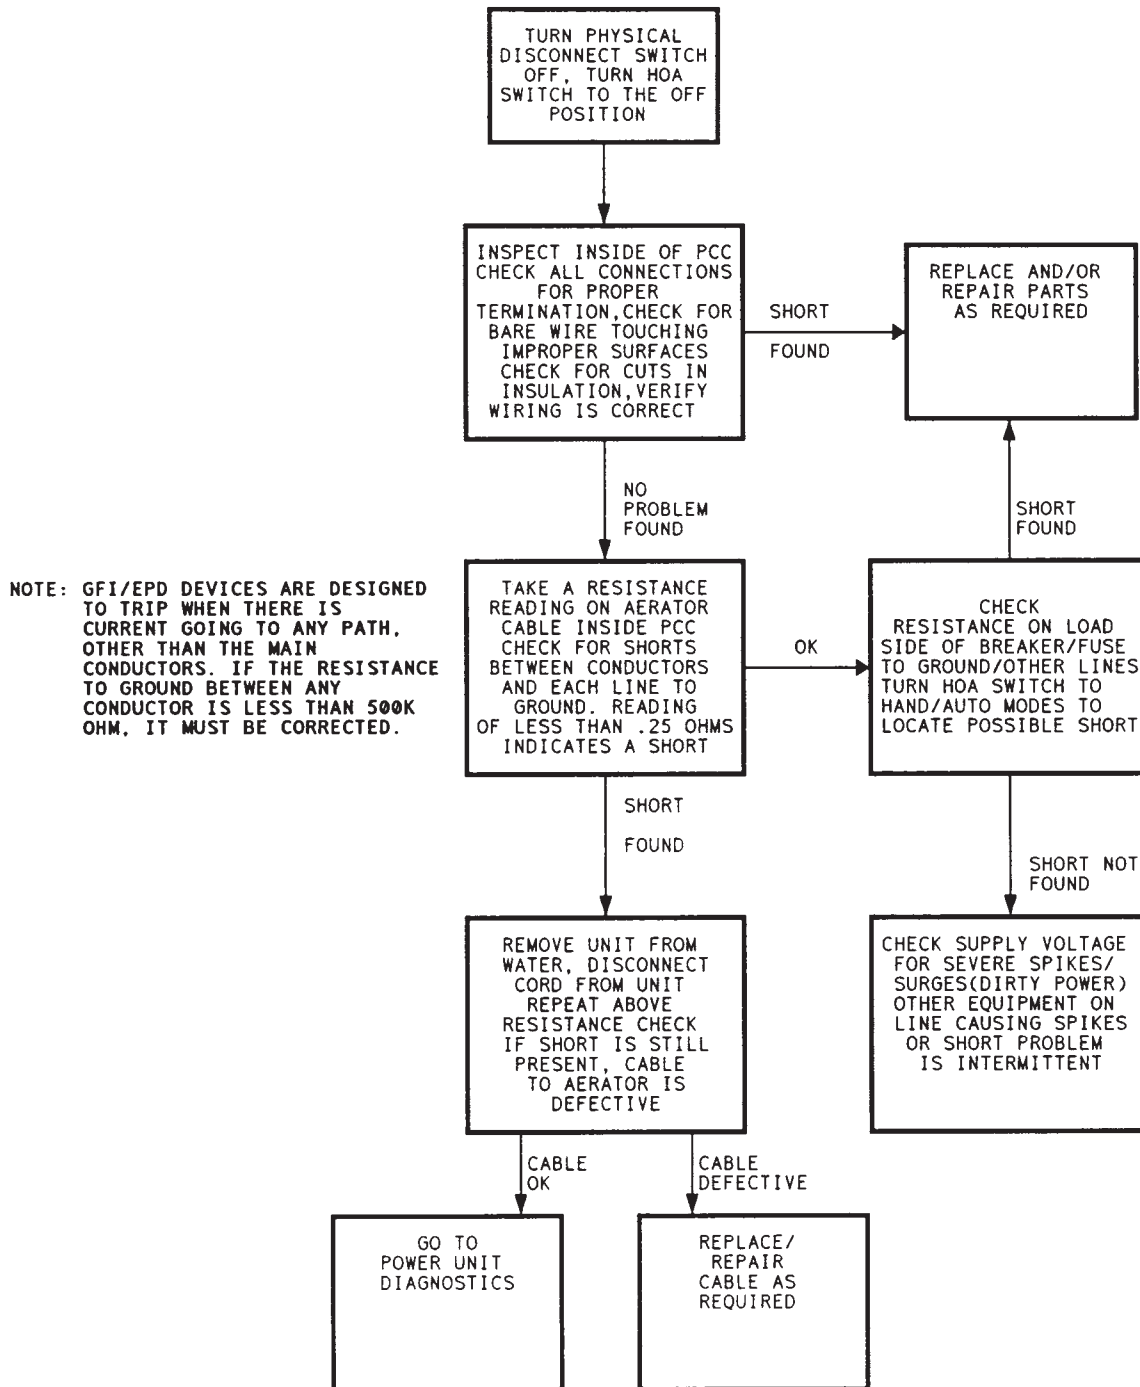 TURN PHYSICAL
DISCONNECT SWITCH
OFF, TURN HOA
SWITCH TO THE OFF
POSITION
INSPECT INSIDE OF PCC
CHECK ALL CONNECTIONS
FOR PROPER
TERMINATION,CHECK FOR
BARE WIRE TOUCHING
IMPROPER SURFACES
CHECK FOR CUTS IN
INSULATION,VERIFY
WIRING IS CORRECT
SHORT
FOUND
REPLACE AND/OR
REPAIR PARTS
AS REQUIRED
NO
PROBLEM
FOUND
SHORT
FOUND
NOTE: GFI/EPD DEVICES ARE DESIGNED
TO TRIP WHEN THERE IS
CURRENT GOING TO ANY PATH,
OTHER THAN THE MAIN
CONDUCTORS. IF THE RESISTANCE
TO GROUND BETWEEN ANY
CONDUCTOR IS LESS THAN 500K
OHM, IT MUST BE CORRECTED.
TAKE A RESISTANCE
READING ON AERATOR
CABLE INSIDE PCC
CHECK FOR SHORTS
BETWEEN CONDUCTORS
AND EACH LINE TO
GROUND. READING
OF LESS THAN .25 OHMS
INDICATES A SHORT
OK
CHECK
RESISTANCE ON LOAD
SIDE OF BREAKER/FUSE
TO GROUND/OTHER LINES
TURN HOA SWITCH TO
HAND/AUTO MODES TO
LOCATE POSSIBLE SHORT
SHORT
FOUND
SHORT NOT
FOUND
REMOVE UNIT FROM
WATER, DISCONNECT
CORD FROM UNIT
REPEAT ABOVE
RESISTANCE CHECK
IF SHORT IS STILL
PRESENT, CABLE
TO AERATOR IS
DEFECTIVE
CHECK SUPPLY VOLTAGE
FOR SEVERE SPIKES/
SURGES(DIRTY POWER)
OTHER EQUIPMENT ON
LINE CAUSING SPIKES
OR SHORT PROBLEM
IS INTERMITTENT
CABLE
OK
CABLE
DEFECTIVE
GO TO
POWER UNIT
DIAGNOSTICS
REPLACE/
REPAIR
CABLE AS
REQUIRED